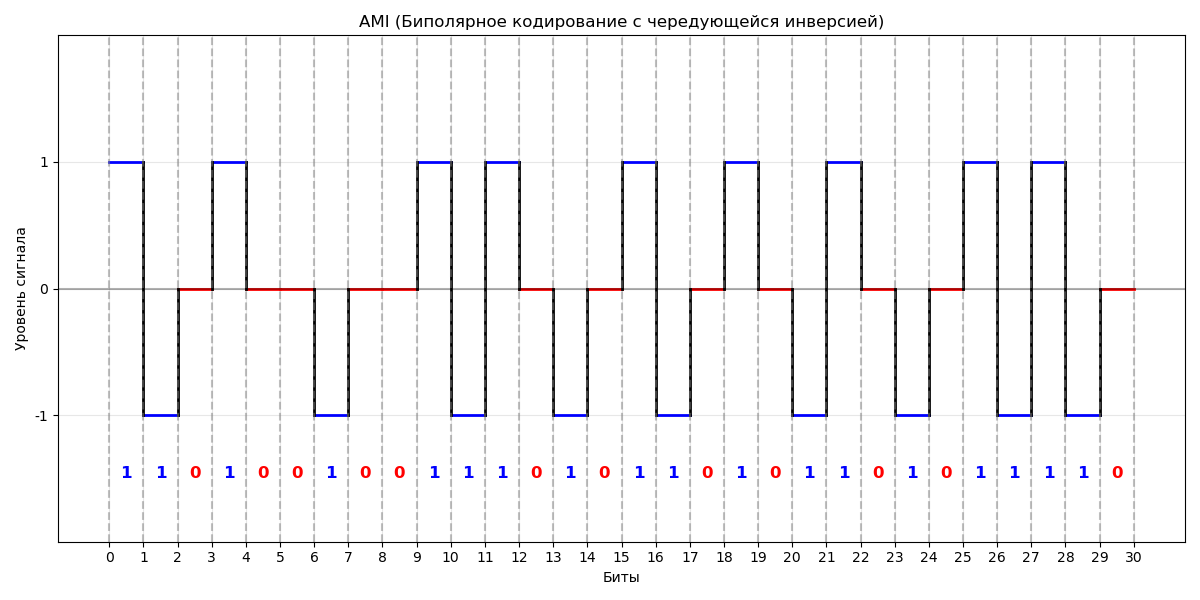 AMI (Биполярное кодирование с чередующейся инверсией)
Уровень сигнала
1
0
-1
1 1 0 1 0 0 1 0 0 1 1 1 0 1 0 1 1 0 1 0 1 1 0 1 0 1 1 1 1 0
0 1 2 3 4 5 6 7 8 9 10 11 12 13 14 15 16 17 18 19 20 21 22 23 24 25 26 27 28 29 30
Биты